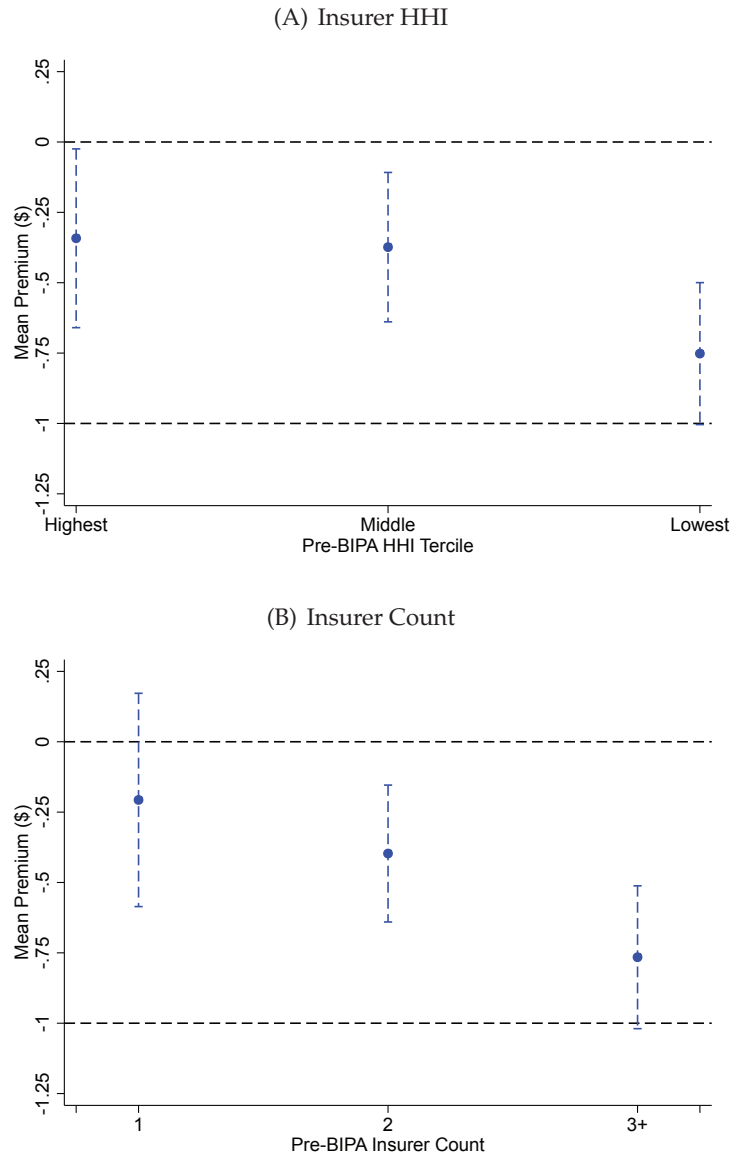 (A) Insurer HHI
.25
0
-.25
-.5
-.75
-1
-1.25
Mean Premium ($)
Highest Middle Lowest
Pre-BIPA HHI Tercile
(B) Insurer Count
.25
0
-.25
-.5
-.75
-1
-1.25
Mean Premium ($)
1 2 3+
Pre-BIPA Insurer Count